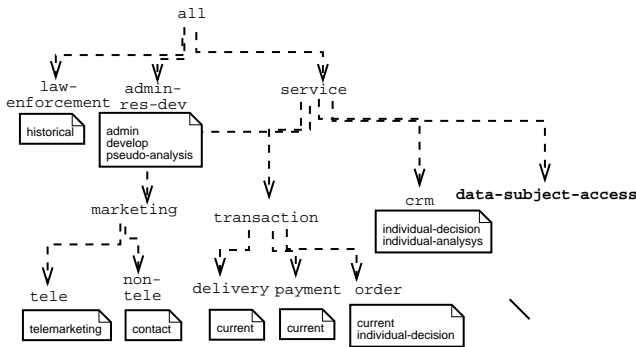 all
law-
enforcement
admin-
res-dev
service
historical
admin
develop
pseudo-analysis
marketing
transaction
crm
data-subject-access
individual-decision
individual-analysys
tele
non-
tele
delivery
payment
order
telemarketing
contact
current
current
current
individual-decision